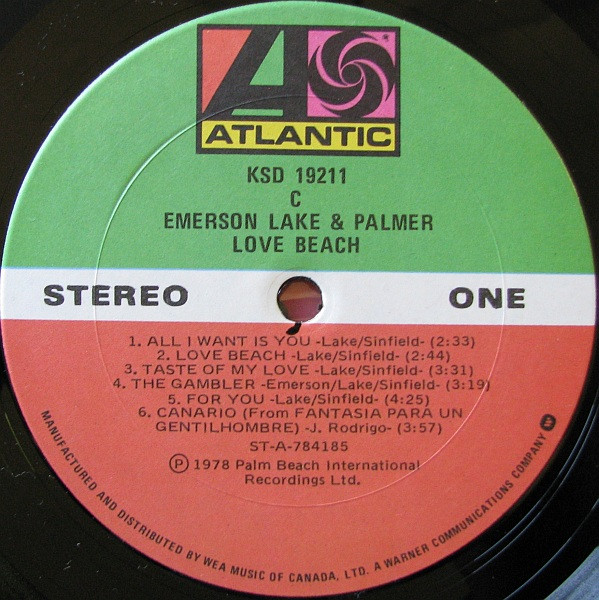 ATLANTIC
KSD 19211
C
EMERSON LAKE & PALMER
LOVE BEACH
STEREO ONE
1. ALL I WANT IS YOU -Lake/Sinfield- (2:33)
2. LOVE BEACH -Lake/Sinfield- (2:44)
3. TASTE OF MY LOVE -Lake/Sinfield- (3:31)
4. THE GAMBLER -Emerson/Lake/Sinfield- (3:19)
5. FOR YOU -Lake/Sinfield- (4:25)
6. CANARIO (From FANTASIA PARA UN
GENTILHOMBRE) -J. Rodrigo- (3:57)
ST-A-784185
℗ 1978 Palm Beach International
Recordings Ltd.
MANUFACTURED AND DISTRIBUTED BY WEA MUSIC OF CANADA, LTD. A WARNER COMMUNICATIONS COMPANY